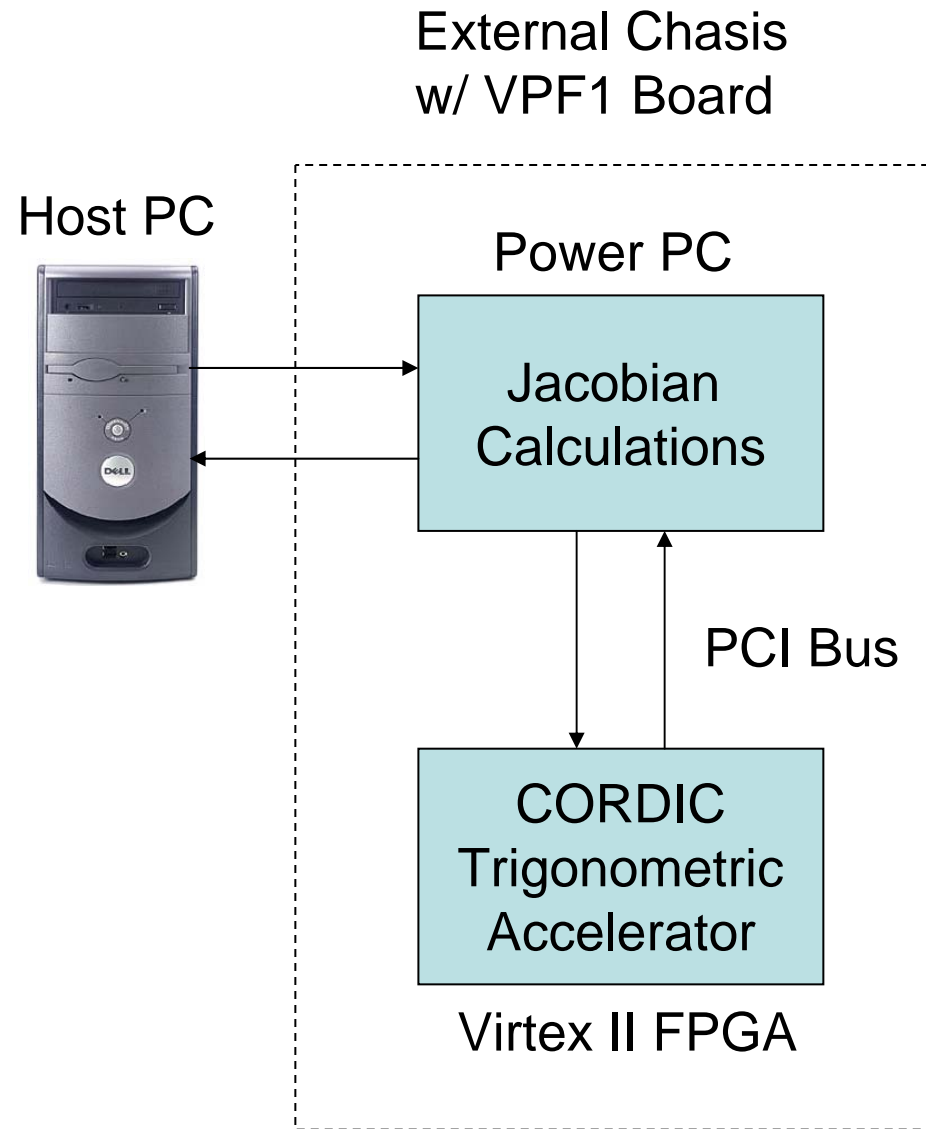 External Chasis
w/ VPF1 Board
Host PC
Power PC
Jacobian
Calculations
DELL
PCI Bus
CORDIC
Trigonometric
Accelerator
Virtex II FPGA